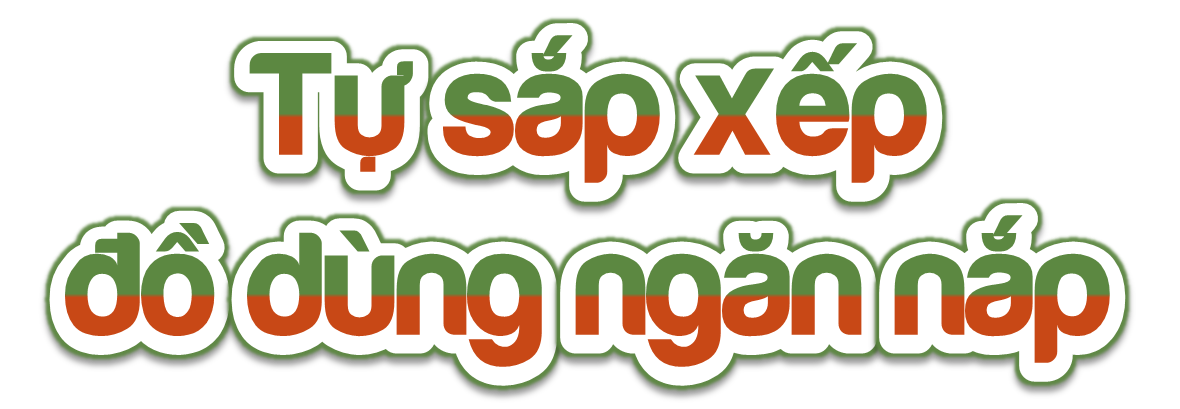 Tự sắp xếp
đồ dùng ngăn nắp